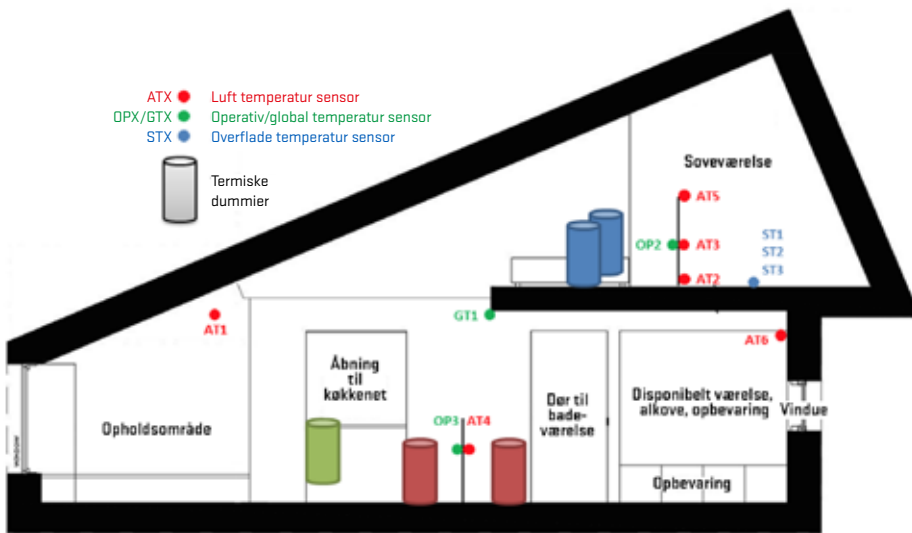 ATX Luft temperatur sensor
OPX/GTX Operativ/global temperatur sensor
STX Overflade temperatur sensor
Termiske
dummier
Soveværelse
AT5
OP2 AT3
AT2
ST1
ST2
ST3
AT1
GT1
AT6
Åbning
til
køkkenet
Opholdsområde
OP3 AT4
Dør til
bade-
værelse
Disponibelt værelse,
alkove, opbevaring
Vindue
Opbevaring